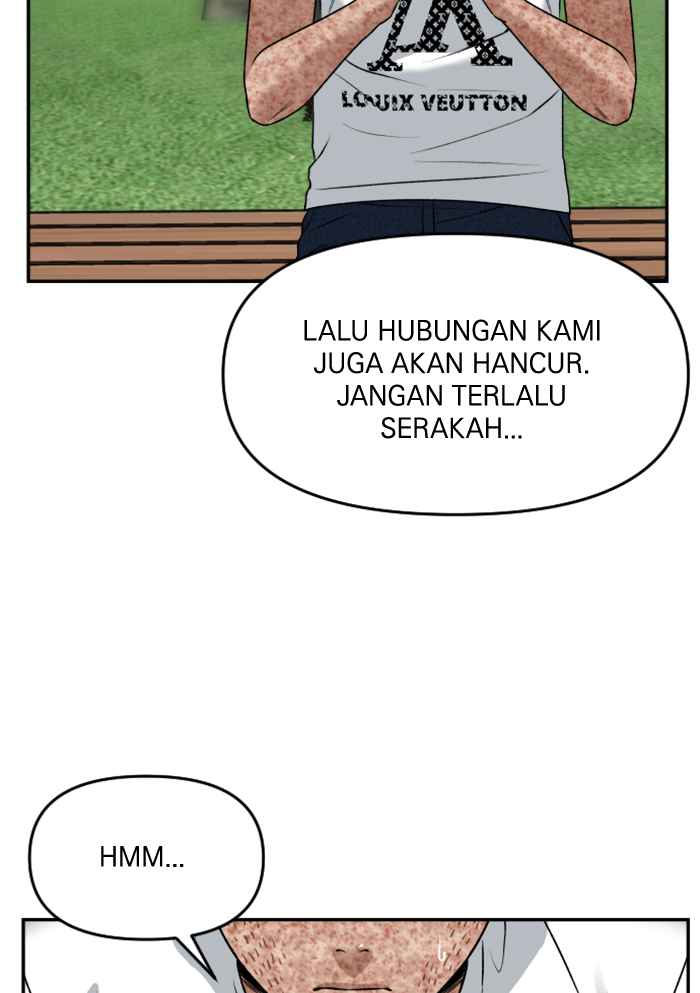 LOUIX VEUTTON
LALU HUBUNGAN KAMI
JUGA AKAN HANCUR.
JANGAN TERLALU
SERAKAH...
HMM...